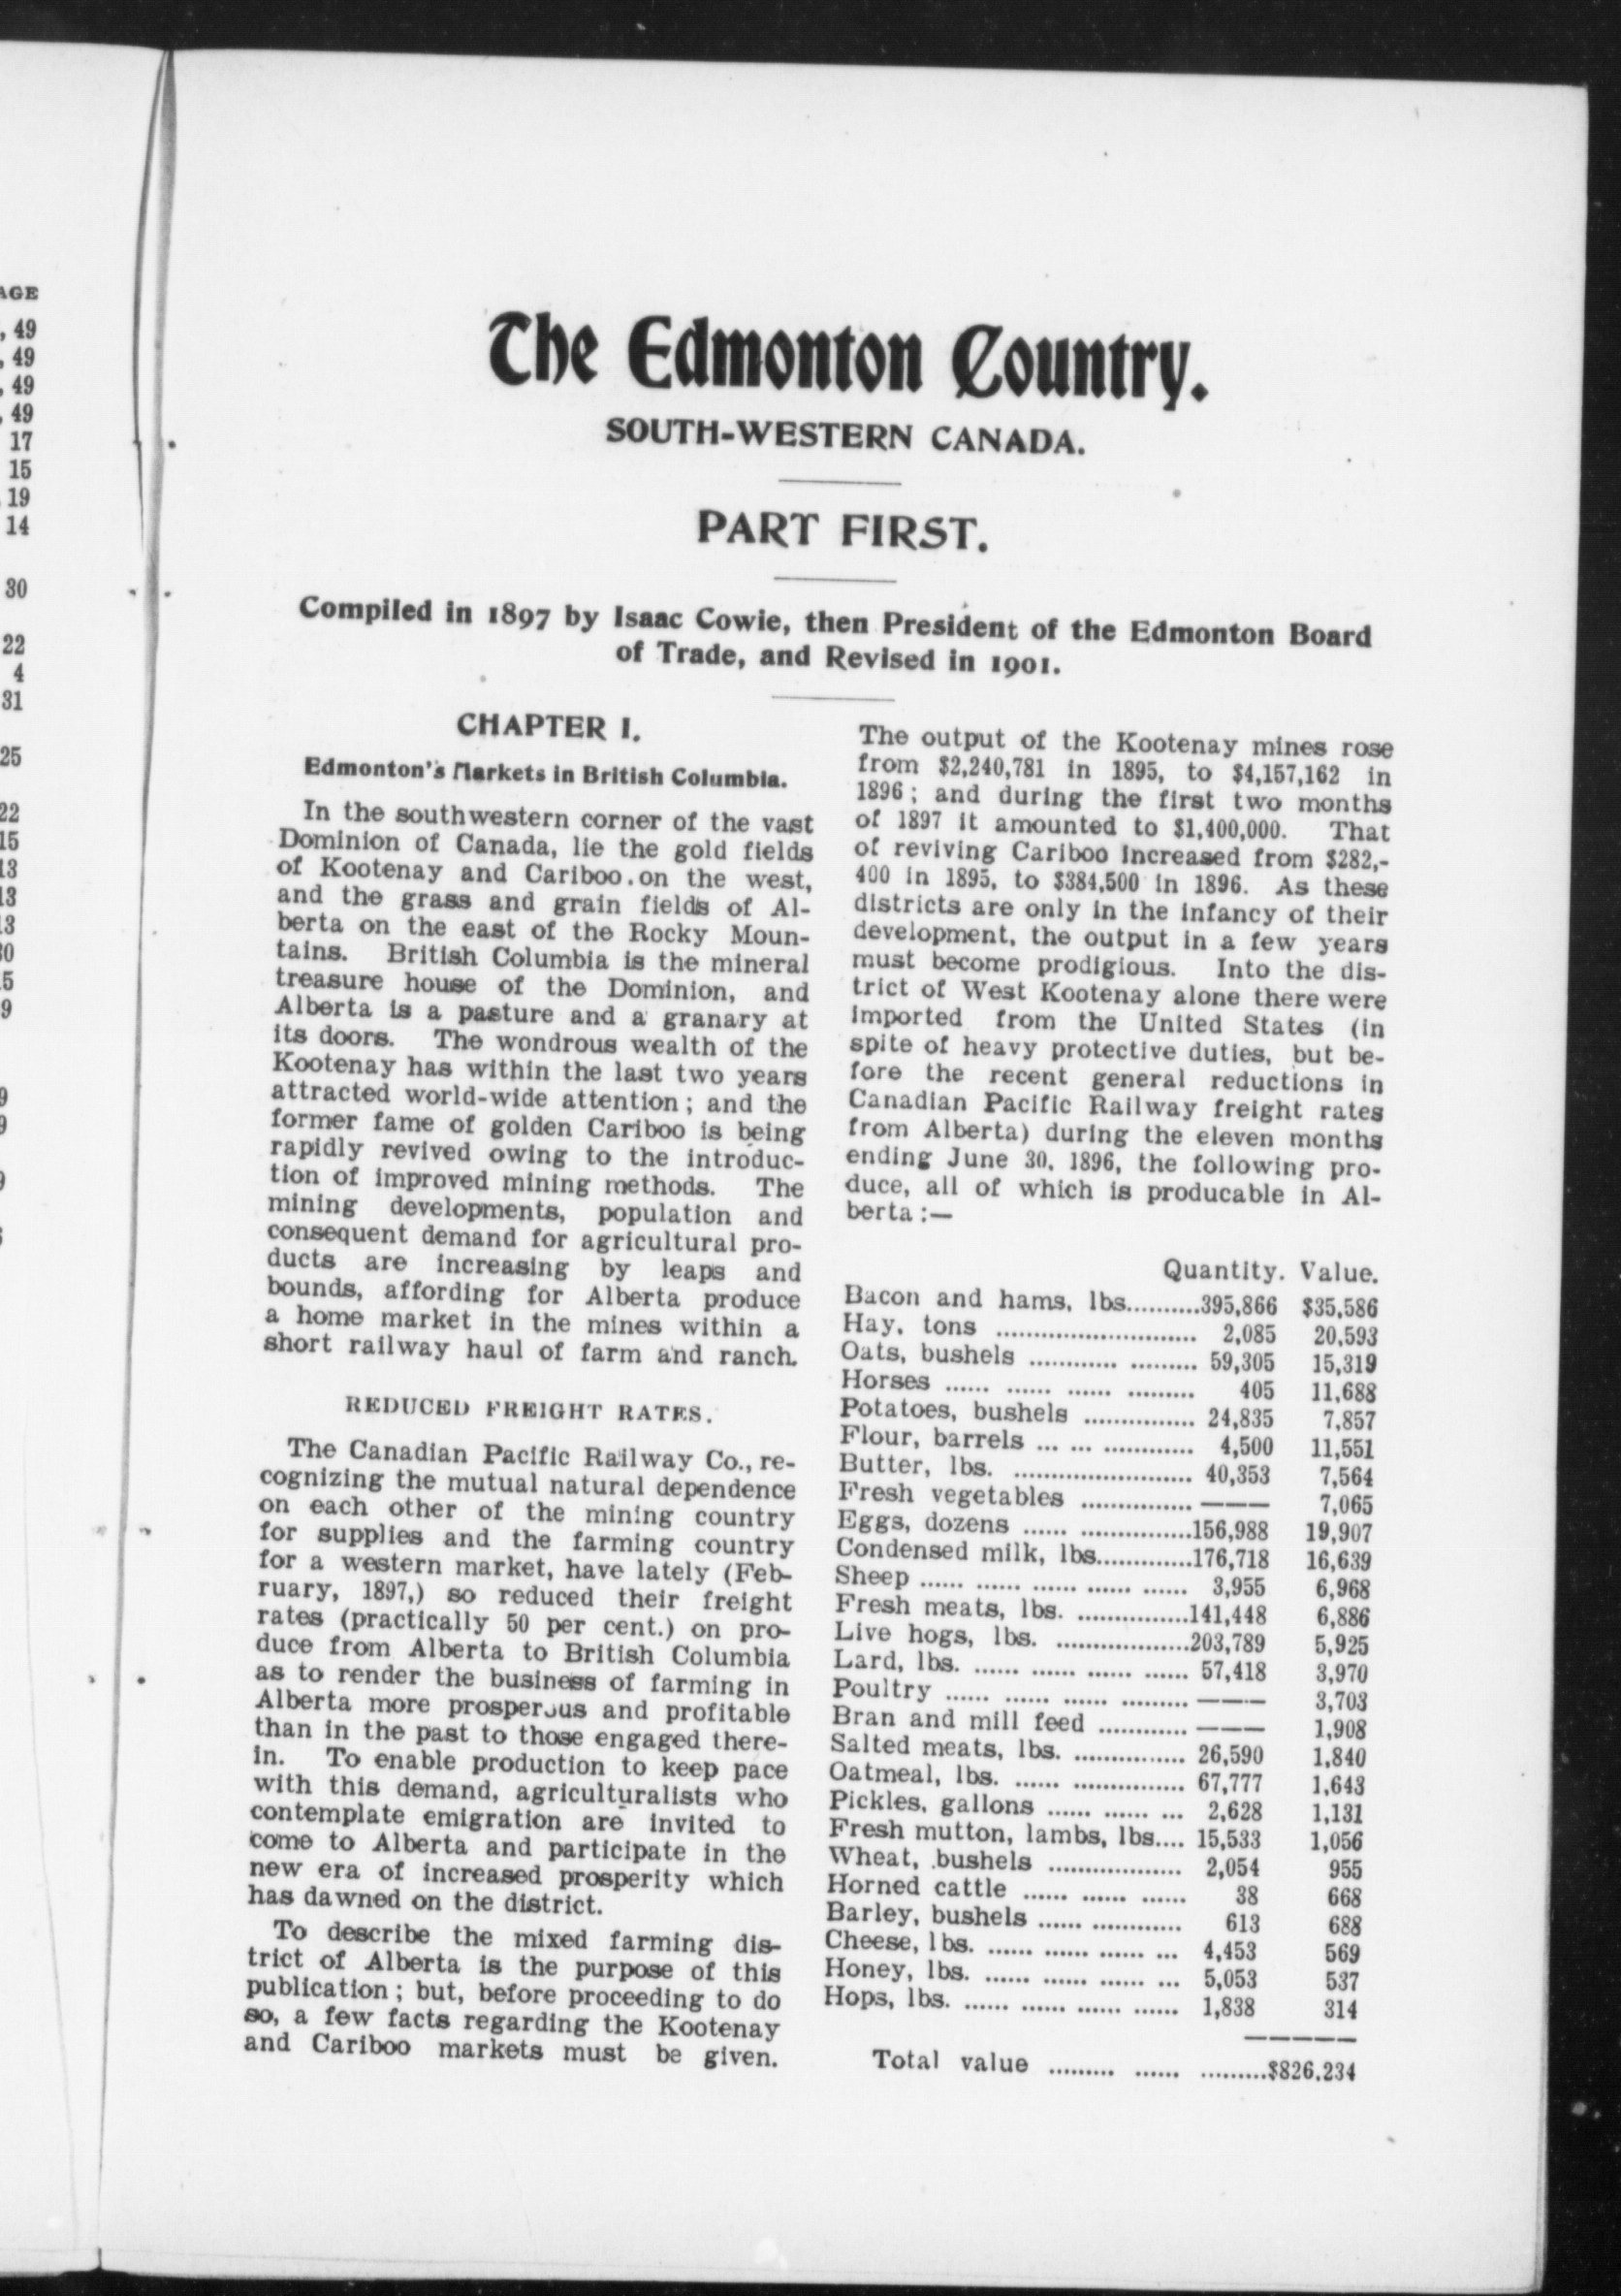 AGE
, 49
, 49
, 49
, 49
17
15
19
14
30
22
4
31
25
22
15
13
13
13
30
5
9
9
9
9
The Edmonton Country.
SOUTH-WESTERN CANADA.
PART FIRST.
Compiled in 1897 by Isaac Cowie, then President of the Edmonton Board
of Trade, and Revised in 1901.
CHAPTER I.
Edmonton's Markets in British Columbia.
In the southwestern corner of the vast
Dominion of Canada, lie the gold fields
of Kootenay and Cariboo.on the west,
and the grass and grain fields of Al-
berta on the east of the Rocky Moun-
tains. British Columbia is the mineral
treasure house of the Dominion, and
Alberta is a pasture and a granary at
its doors. The wondrous wealth of the
Kootenay has within the last two years
attracted world-wide attention; and the
former fame of golden Cariboo is being
rapidly revived owing to the introduc-
tion of improved mining methods. The
mining developments, population and
consequent demand for agricultural pro-
ducts are increasing by leaps and
bounds, affording for Alberta produce
a home market in the mines within a
short railway haul of farm and ranch.
REDUCED FREIGHT RATES.
The Canadian Pacific Railway Co., re-
cognizing the mutual natural dependence
on each other of the mining country
for supplies and the farming country
for a western market, have lately (Feb-
ruary, 1897,) so reduced their freight
rates (practically 50 per cent.) on pro-
duce from Alberta to British Columbia
as to render the business of farming in
Alberta more prosperous and profitable
than in the past to those engaged there-
in. To enable production to keep pace
with this demand, agriculturalists who
contemplate emigration are invited to
come to Alberta and participate in the
new era of increased prosperity which
has dawned on the district.
To describe the mixed farming dis-
trict of Alberta is the purpose of this
publication; but, before proceeding to do
so, a few facts regarding the Kootenay
and Cariboo markets must be given.
The output of the Kootenay mines rose
from $2,240,781 in 1895, to $4,157,162 in
1896; and during the first two months
of 1897 it amounted to $1,400,000. That
of reviving Cariboo increased from $282,-
400 in 1895, to $384,500 in 1896. As these
districts are only in the infancy of their
development, the output in a few years
must become prodigious. Into the dis-
trict of West Kootenay alone there were
imported from the United States (in
spite of heavy protective duties, but be-
fore the recent general reductions in
Canadian Pacific Railway freight rates
from Alberta) during the eleven months
ending June 30, 1896, the following pro-
duce, all of which is producable in Al-
berta:—
Quantity. Value.
Bacon and hams, lbs..........395,866 $35,586
Hay, tons ........................... 2,085 20,593
Oats, bushels ............ ......... 59,305 15,319
Horses ...... ...... ...... ......... 405 11,688
Potatoes, bushels ............... 24,835 7,857
Flour, barrels ... ... ............ 4,500 11,551
Butter, lbs. ........................ 40,353 7,564
Fresh vegetables ............... ——— 7,065
Eggs, dozens ...... ...............156,988 19,907
Condensed milk, lbs.............176,718 16,639
Sheep ...... ...... ...... ...... ...... 3,955 6,968
Fresh meats, lbs. ...............141,448 6,886
Live hogs, lbs. ..................203,789 5,925
Lard, lbs. ...... ...... ...... ...... 57,418 3,970
Poultry ...... ...... ...... ......... ——— 3,703
Bran and mill feed ............ ——— 1,908
Salted meats, lbs. ............... 26,590 1,840
Oatmeal, lbs. ...... ............... 67,777 1,643
Pickles, gallons ...... ...... ... 2,628 1,131
Fresh mutton, lambs, lbs.... 15,533 1,056
Wheat, bushels .................. 2,054 955
Horned cattle ...... ...... ...... 38 668
Barley, bushels ...... ............ 613 688
Cheese, lbs. ...... ...... ...... ... 4,453 569
Honey, lbs. ...... ...... ...... ... 5,053 537
Hops, lbs. ...... ...... ...... ...... 1,838 314
Total value ......... ...... .........$826,234